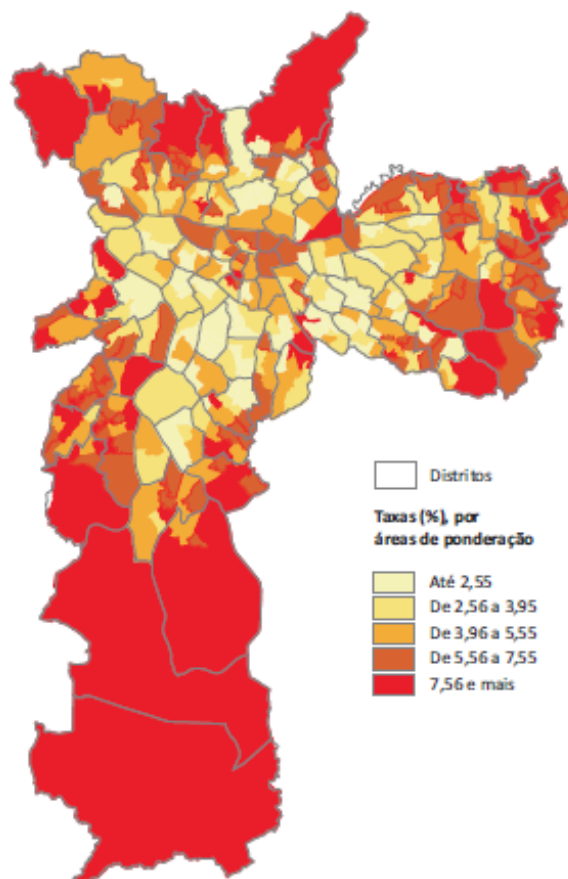 Distritos
Taxas (%), por
áreas de ponderação
Até 2,55
De 2,56 a 3,95
De 3,96 a 5,55
De 5,56 a 7,55
7,56 e mais